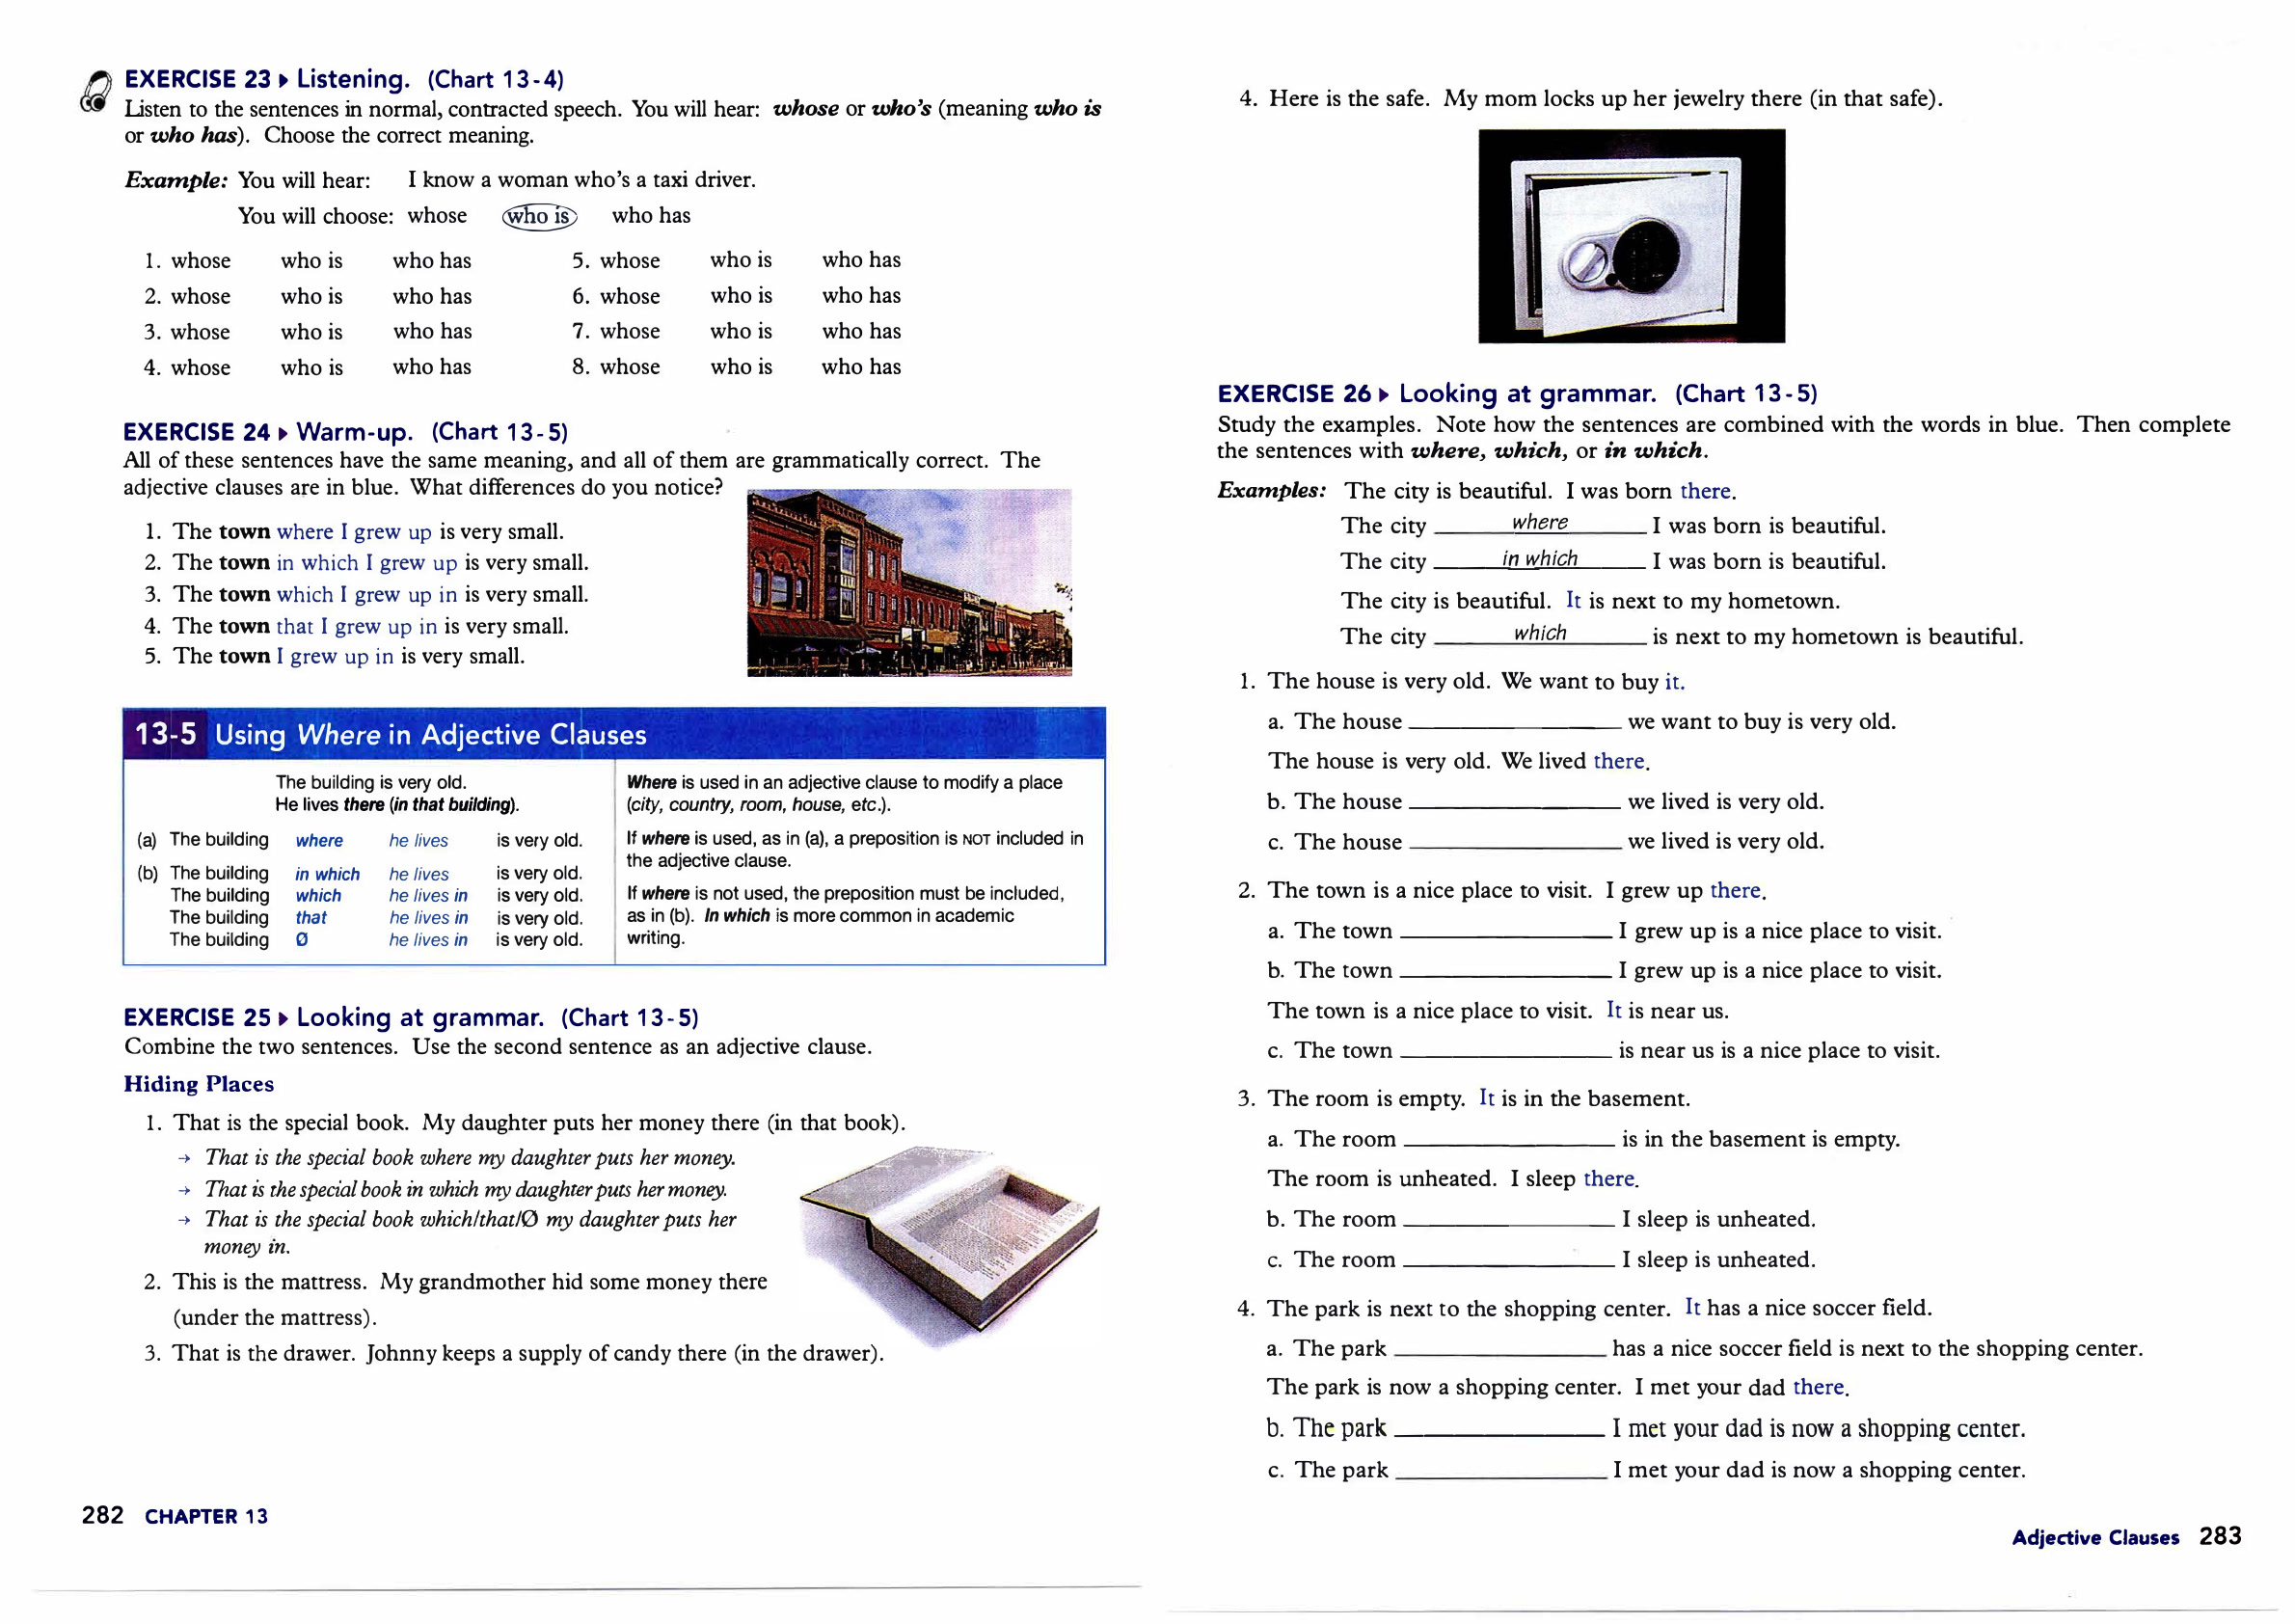 EXERCISE 23 ▸ Listening. (Chart 13-4)
Listen to the sentences in normal, contracted speech. You will hear: whose or who's (meaning who is
or who has). Choose the correct meaning.
Example: You will hear: I know a woman who's a taxi driver.
You will choose: whose who is who has
1. whose who is who has 5. whose who is who has
2. whose who is who has 6. whose who is who has
3. whose who is who has 7. whose who is who has
4. whose who is who has 8. whose who is who has
EXERCISE 24 ▸ Warm-up. (Chart 13-5)
All of these sentences have the same meaning, and all of them are grammatically correct. The
adjective clauses are in blue. What differences do you notice?
1. The town where I grew up is very small.
2. The town in which I grew up is very small.
3. The town which I grew up in is very small.
4. The town that I grew up in is very small.
5. The town I grew up in is very small.
13-5 Using Where in Adjective Clauses
The building is very old.
He lives there (in that building).
(a) The building where he lives is very old.
(b) The building in which he lives is very old.
The building which he lives in is very old.
The building that he lives in is very old.
The building Ø he lives in is very old.
Where is used in an adjective clause to modify a place
(city, country, room, house, etc.).
If where is used, as in (a), a preposition is NOT included in
the adjective clause.
If where is not used, the preposition must be included,
as in (b). In which is more common in academic
writing.
EXERCISE 25 ▸ Looking at grammar. (Chart 13-5)
Combine the two sentences. Use the second sentence as an adjective clause.
Hiding Places
1. That is the special book. My daughter puts her money there (in that book).
→ That is the special book where my daughter puts her money.
→ That is the special book in which my daughter puts her money.
→ That is the special book which/that/Ø my daughter puts her
money in.
2. This is the mattress. My grandmother hid some money there
(under the mattress).
3. That is the drawer. Johnny keeps a supply of candy there (in the drawer).
282 CHAPTER 13
4. Here is the safe. My mom locks up her jewelry there (in that safe).
EXERCISE 26 ▸ Looking at grammar. (Chart 13-5)
Study the examples. Note how the sentences are combined with the words in blue. Then complete
the sentences with where, which, or in which.
Examples: The city is beautiful. I was born there.
The city where I was born is beautiful.
The city in which I was born is beautiful.
The city is beautiful. It is next to my hometown.
The city which is next to my hometown is beautiful.
1. The house is very old. We want to buy it.
a. The house ____________ we want to buy is very old.
The house is very old. We lived there.
b. The house ____________ we lived is very old.
c. The house ____________ we lived is very old.
2. The town is a nice place to visit. I grew up there.
a. The town ____________ I grew up is a nice place to visit.
b. The town ____________ I grew up is a nice place to visit.
The town is a nice place to visit. It is near us.
c. The town ____________ is near us is a nice place to visit.
3. The room is empty. It is in the basement.
a. The room ____________ is in the basement is empty.
The room is unheated. I sleep there.
b. The room ____________ I sleep is unheated.
c. The room ____________ I sleep is unheated.
4. The park is next to the shopping center. It has a nice soccer field.
a. The park ____________ has a nice soccer field is next to the shopping center.
The park is now a shopping center. I met your dad there.
b. The park ____________ I met your dad is now a shopping center.
c. The park ____________ I met your dad is now a shopping center.
Adjective Clauses 283